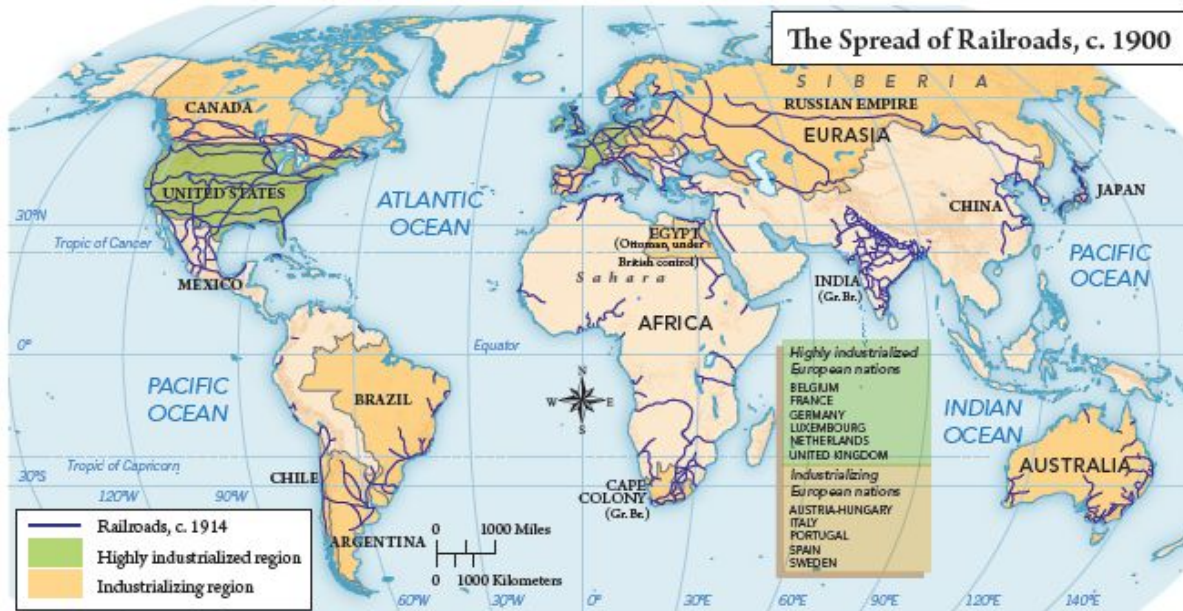 The Spread of Railroads, c. 1900
SIBERIA
CANADA
RUSSIAN EMPIRE
EURASIA
UNITED STATES
ATLANTIC
OCEAN
JAPAN
CHINA
30°N
Tropic of Cancer
EGYPT
(Ottoman, under
British control)
PACIFIC
OCEAN
Sahara
MEXICO
INDIA
(Gr. Br.)
AFRICA
0°
Equator
Highly industrialized
European nations
BELGIUM
FRANCE
GERMANY
LUXEMBOURG
NETHERLANDS
UNITED KINGDOM
PACIFIC
OCEAN
BRAZIL
N
W
E
S
INDIAN
OCEAN
Tropic of Capricorn
30°S
AUSTRALIA
Industrializing
European nations
AUSTRIA-HUNGARY
ITALY
PORTUGAL
SPAIN
SWEDEN
CHILE
CAPE
COLONY
(Gr. Br.)
120°W
90°W
Railroads, c. 1914
Highly industrialized region
Industrializing region
ARGENTINA
0 1000 Miles
0 1000 Kilometers
60°W
30°W
0°
30°E
60°E
90°E
120°E
140°E